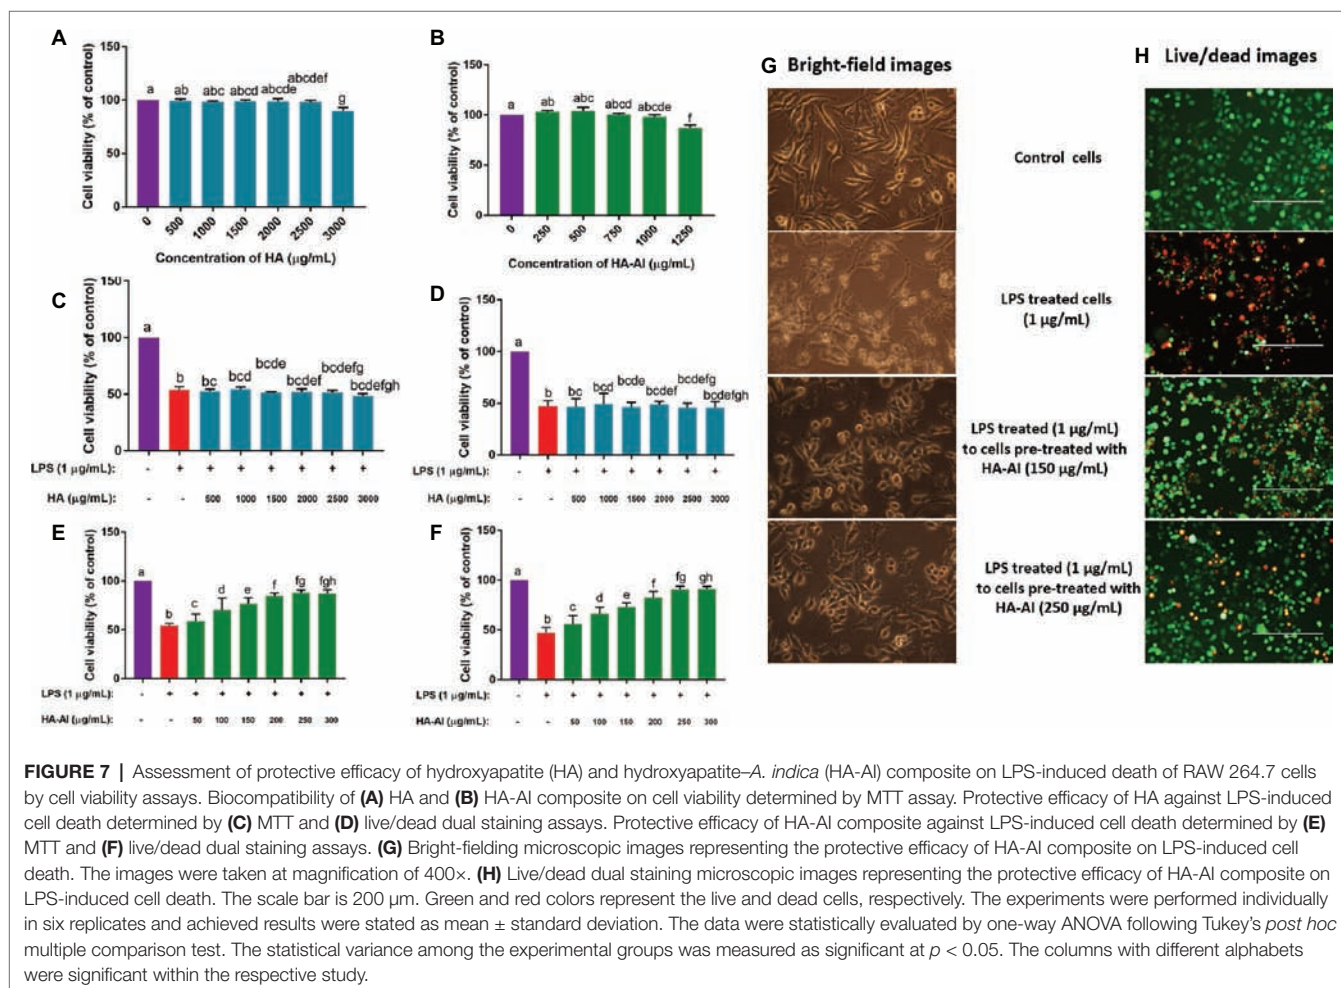 A
150
100
50
0
Cell viability (% of control)
a ab abc abcd abcde abcdef g
0 500 1000 1500 2000 2500 3000
Concentration of HA (µg/mL)
B
150
100
50
0
Cell viability (% of control)
a ab abc abcd abcde f
0 250 500 750 1000 1250
Concentration of HA-AI (µg/mL)
C
150
100
50
0
Cell viability (% of control)
a b bc bcd bcde bcdef bcdefg bcdefgh
LPS (1 µg/mL): - + + + + + + +
HA (µg/mL): - - 500 1000 1500 2000 2500 3000
D
150
100
50
0
Cell viability (% of control)
a b bc bcd bcde bcdef bcdefg bcdefgh
LPS (1 µg/mL): - + + + + + + +
HA (µg/mL): - - 500 1000 1500 2000 2500 3000
E
150
100
50
0
Cell viability (% of control)
a b c d e f fg fgh
LPS (1 µg/mL): - + + + + + + +
HA-AI (µg/mL): - - 50 100 150 200 250 300
F
150
100
50
0
Cell viability (% of control)
a b c d e f fg gh
LPS (1 µg/mL): - + + + + + + +
HA-AI (µg/mL): - - 50 100 150 200 250 300
G Bright-field images
H Live/dead images
Control cells
LPS treated cells
(1 µg/mL)
LPS treated (1 µg/mL)
to cells pre-treated with
HA-AI (150 µg/mL)
LPS treated (1 µg/mL)
to cells pre-treated with
HA-AI (250 µg/mL)
FIGURE 7 | Assessment of protective efficacy of hydroxyapatite (HA) and hydroxyapatite–A. indica (HA-AI) composite on LPS-induced death of RAW 264.7 cells
by cell viability assays. Biocompatibility of (A) HA and (B) HA-AI composite on cell viability determined by MTT assay. Protective efficacy of HA against LPS-induced
cell death determined by (C) MTT and (D) live/dead dual staining assays. Protective efficacy of HA-AI composite against LPS-induced cell death determined by (E)
MTT and (F) live/dead dual staining assays. (G) Bright-fielding microscopic images representing the protective efficacy of HA-AI composite on LPS-induced cell
death. The images were taken at magnification of 400×. (H) Live/dead dual staining microscopic images representing the protective efficacy of HA-AI composite on
LPS-induced cell death. The scale bar is 200 µm. Green and red colors represent the live and dead cells, respectively. The experiments were performed individually
in six replicates and achieved results were stated as mean ± standard deviation. The data were statistically evaluated by one-way ANOVA following Tukey's post hoc
multiple comparison test. The statistical variance among the experimental groups was measured as significant at p < 0.05. The columns with different alphabets
were significant within the respective study.